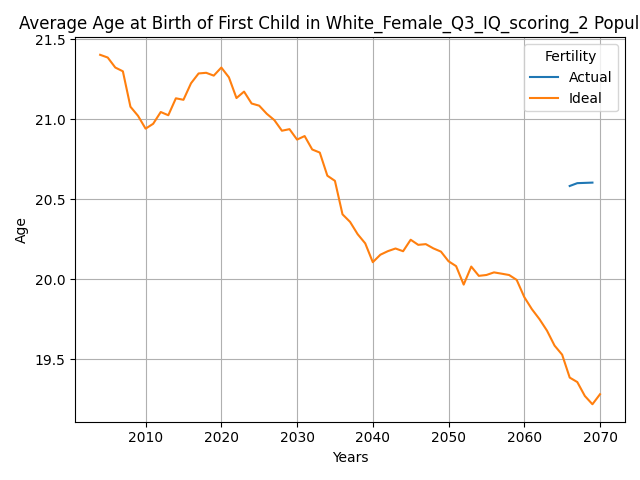 Average Age at Birth of First Child in White_Female_Q3_IQ_scoring_2 Popul
21.5
21.0
20.5
20.0
19.5
Age
Fertility
Actual
Ideal
2010 2020 2030 2040 2050 2060 2070
Years